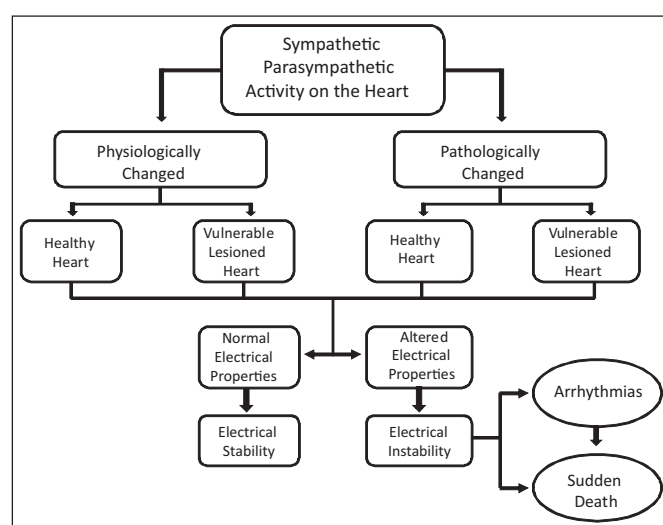 Sympathetic
Parasympathetic
Activity on the Heart
Physiologically
Changed
Pathologically
Changed
Healthy
Heart
Vulnerable
Lesioned
Heart
Healthy
Heart
Vulnerable
Lesioned
Heart
Normal
Electrical
Properties
Altered
Electrical
Properties
Electrical
Stability
Electrical
Instability
Arrhythmias
Sudden
Death